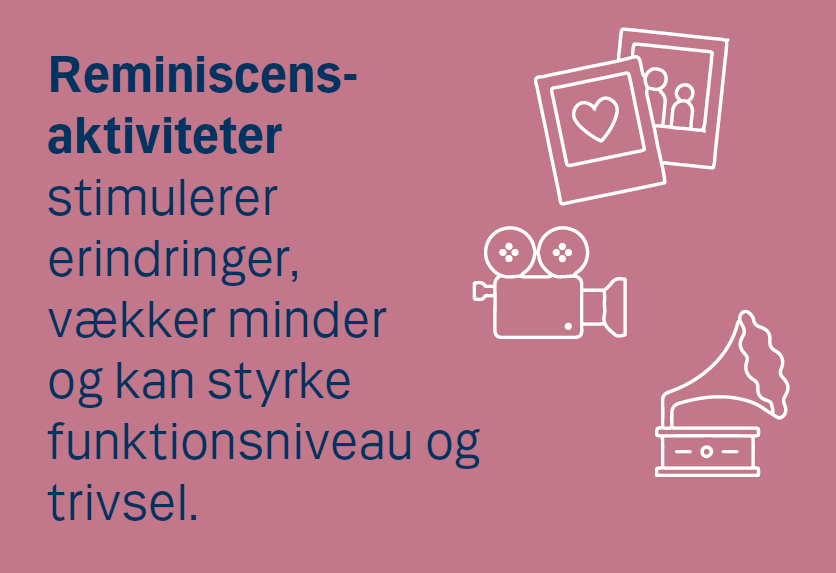 Reminiscens-
aktiviteter
stimulerer
erindringer,
vækker minder
og kan styrke
funktionsniveau og
trivsel.